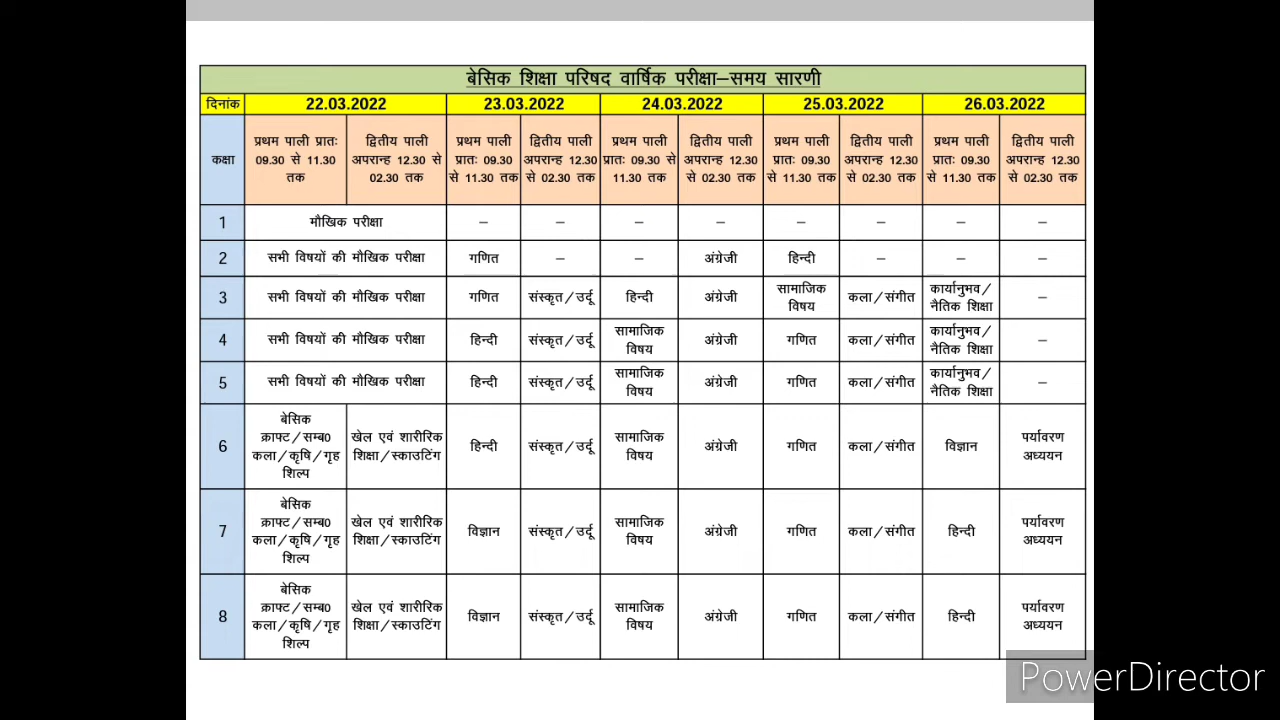 बेसिक शिक्षा परिषद वार्षिक परीक्षा–समय सारणी
दिनांक 22.03.2022 23.03.2022 24.03.2022 25.03.2022 26.03.2022
कक्षा प्रथम पाली प्रातः 09.30 से 11.30 तक द्वितीय पाली अपरान्ह 12.30 से 02.30 तक प्रथम पाली प्रातः 09.30 से 11.30 तक द्वितीय पाली अपरान्ह 12.30 से 02.30 तक प्रथम पाली प्रातः 09.30 से 11.30 तक द्वितीय पाली अपरान्ह 12.30 से 02.30 तक प्रथम पाली प्रातः 09.30 से 11.30 तक द्वितीय पाली अपरान्ह 12.30 से 02.30 तक प्रथम पाली प्रातः 09.30 से 11.30 तक द्वितीय पाली अपरान्ह 12.30 से 02.30 तक
1 मौखिक परीक्षा – – – – – – – –
2 सभी विषयों की मौखिक परीक्षा गणित – – अंग्रेजी हिन्दी – – –
3 सभी विषयों की मौखिक परीक्षा गणित संस्कृत/उर्दू हिन्दी अंग्रेजी सामाजिक विषय कला/संगीत कार्यानुभव/नैतिक शिक्षा –
4 सभी विषयों की मौखिक परीक्षा हिन्दी संस्कृत/उर्दू सामाजिक विषय अंग्रेजी गणित कला/संगीत कार्यानुभव/नैतिक शिक्षा –
5 सभी विषयों की मौखिक परीक्षा हिन्दी संस्कृत/उर्दू सामाजिक विषय अंग्रेजी गणित कला/संगीत कार्यानुभव/नैतिक शिक्षा –
6 बेसिक क्राफ्ट/सम्ब0 कला/कृषि/गृह शिल्प खेल एवं शारीरिक शिक्षा/स्काउटिंग हिन्दी संस्कृत/उर्दू सामाजिक विषय अंग्रेजी गणित कला/संगीत विज्ञान पर्यावरण अध्ययन
7 बेसिक क्राफ्ट/सम्ब0 कला/कृषि/गृह शिल्प खेल एवं शारीरिक शिक्षा/स्काउटिंग विज्ञान संस्कृत/उर्दू सामाजिक विषय अंग्रेजी गणित कला/संगीत हिन्दी पर्यावरण अध्ययन
8 बेसिक क्राफ्ट/सम्ब0 कला/कृषि/गृह शिल्प खेल एवं शारीरिक शिक्षा/स्काउटिंग विज्ञान संस्कृत/उर्दू सामाजिक विषय अंग्रेजी गणित कला/संगीत हिन्दी पर्यावरण अध्ययन
PowerDirector